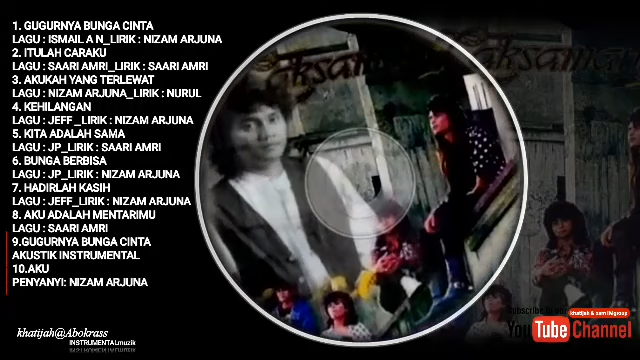 1. GUGURNYA BUNGA CINTA
LAGU : ISMAIL A N_LIRIK : NIZAM ARJUNA
2. ITULAH CARAKU
LAGU : SAARI AMRI_LIRIK : SAARI AMRI
3. AKUKAH YANG TERLEWAT
LAGU : NIZAM ARJUNA_LIRIK : NURUL
4. KEHILANGAN
LAGU : JEFF_LIRIK : NIZAM ARJUNA
5. KITA ADALAH SAMA
LAGU : JP_LIRIK : SAARI AMRI
6. BUNGA BERBISA
LAGU : JP_LIRIK : NIZAM ARJUNA
7. HADIRLAH KASIH
LAGU : JEFF_LIRIK : NIZAM ARJUNA
8. AKU ADALAH MENTARIMU
LAGU : SAARI AMRI
9.GUGURNYA BUNGA CINTA
AKUSTIK INSTRUMENTAL
10.AKU
PENYANYI: NIZAM ARJUNA
khatijah@Abokrass
INSTRUMENTALmuzik
YouTube Channel